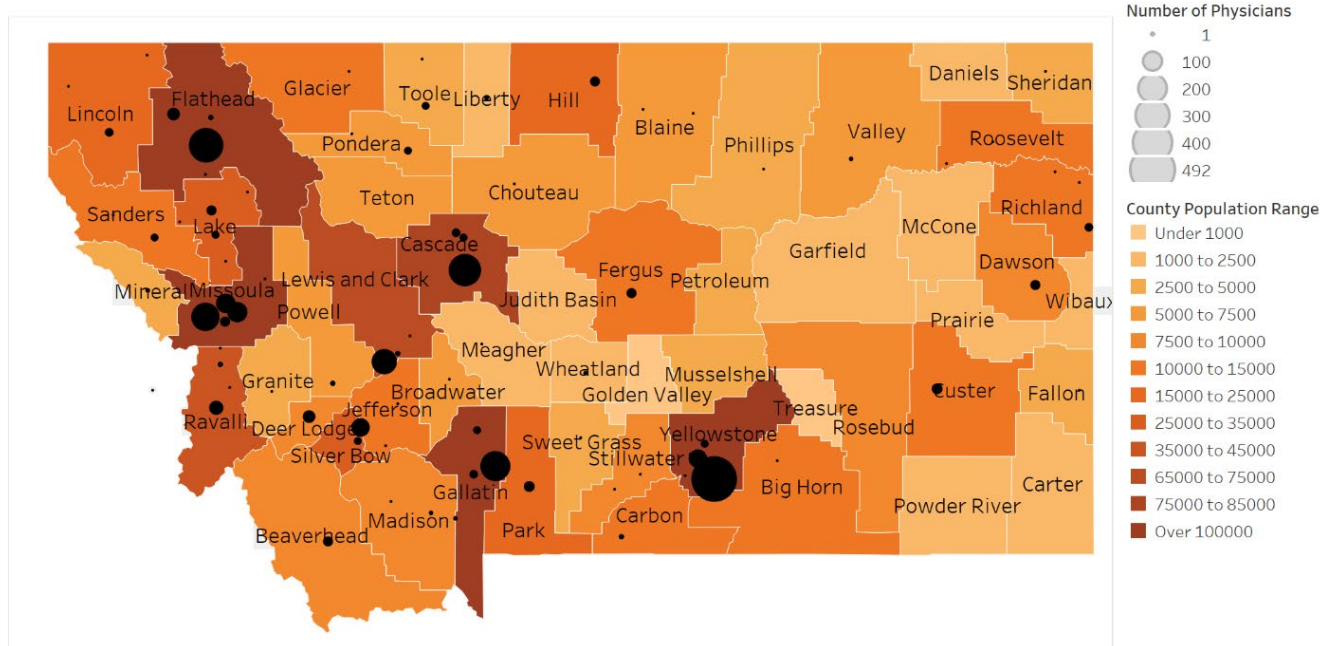 Number of Physicians
1
100
200
300
400
492
County Population Range
Under 1000
1000 to 2500
2500 to 5000
5000 to 7500
7500 to 10000
10000 to 15000
15000 to 25000
25000 to 35000
35000 to 45000
65000 to 75000
75000 to 85000
Over 100000
Lincoln
Flathead
Glacier
Toole
Liberty
Hill
Blaine
Phillips
Valley
Daniels
Sheridan
Roosevelt
Pondera
Teton
Chouteau
Sanders
Lake
Cascade
Fergus
Petroleum
Garfield
McCone
Richland
Dawson
Wibaux
Mineral
Missoula
Lewis and Clark
Powell
Judith Basin
Prairie
Meagher
Wheatland
Golden Valley
Musselshell
Treasure
Rosebud
Custer
Fallon
Granite
Broadwater
Ravalli
Deer Lodge
Jefferson
Silver Bow
Sweet Grass
Stillwater
Yellowstone
Big Horn
Powder River
Carter
Gallatin
Park
Carbon
Madison
Beaverhead